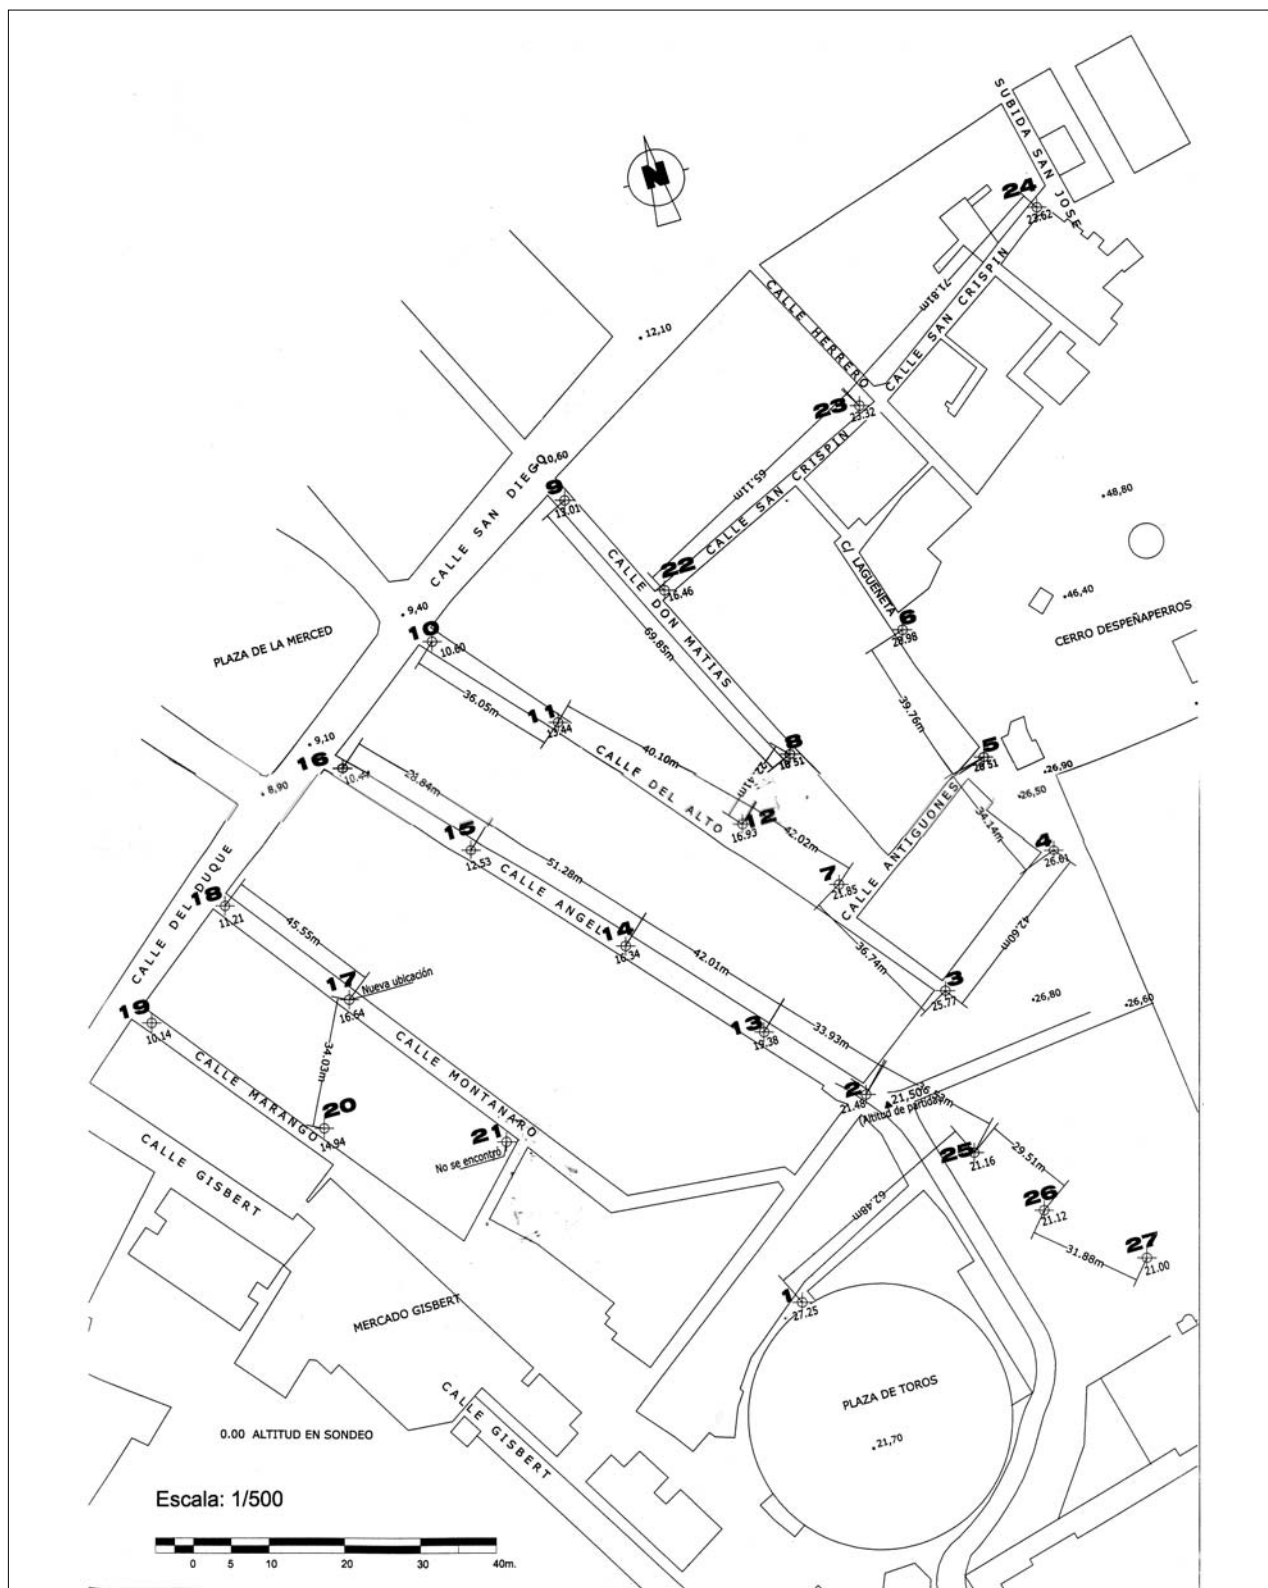 SUBIDA SAN JOSE
24
23.62
N
CALLE HERRERO
71.81m
CALLE SAN CRISPIN
12,10
23
23.32
65.11m
CALLE SAN CRISPIN
10,60
CALLE SAN DIEGO
9
13.01
48,80
22
16.46
CALLE DON MATIAS
C/ LAGUENETA
46,40
CERRO DESPEÑAPERROS
9,40
PLAZA DE LA MERCED
10
10.60
69.85m
6
28.98
36.05m
11
13.44
39.76m
40.10m
8
18.51
5
28.51
26,90
26,50
9,10
16
10.44
8,90
28.84m
CALLE DEL ALTO
12
16.93
42.02m
34.14m
4
26.61
15
12.53
51.28m
7
21.85
CALLE ANTIGUONES
CALLE DEL DUQUE
18
11.21
CALLE ANGEL
14
16.34
45.55m
42.01m
36.74m
42.60m
3
25.77
26,80
26,60
17
Nueva ubicación
16.64
19
10.14
13
19.38
33.93m
34.03m
CALLE MONTANARO
CALLE MARANGO
2
21.48
21,506
(Altitud de partida)
20
14.94
21
No se encontró
CALLE GISBERT
25
21.16
29.51m
62.48m
26
21.12
31.88m
27
21.00
1
27.25
MERCADO GISBERT
PLAZA DE TOROS
21,70
CALLE GISBERT
0.00 ALTITUD EN SONDEO
Escala: 1/500
0 5 10 20 30 40m.